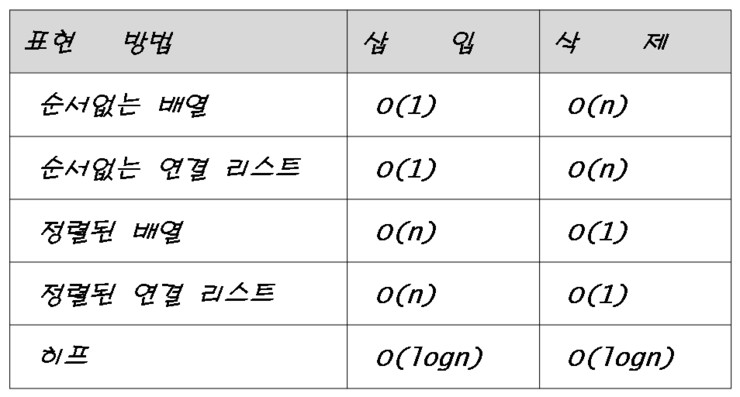 표현 방법 삽 입 삭 제
순서없는 배열 O(1) O(n)
순서없는 연결 리스트 O(1) O(n)
정렬된 배열 O(n) O(1)
정렬된 연결 리스트 O(n) O(1)
히프 O(logn) O(logn)